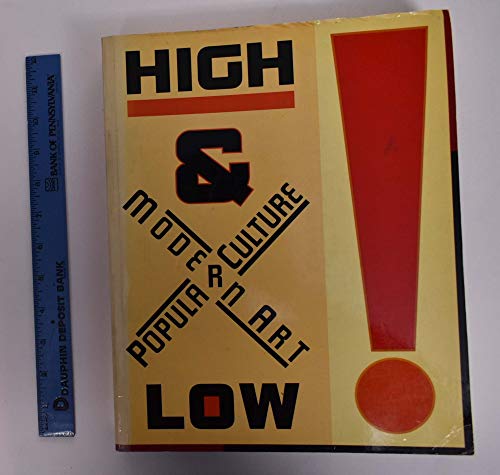 HIGH
&
MODERN ART
POPULAR CULTURE
LOW
!
DAUPHIN DEPOSIT BANK
BANK OF PENNSYLVANIA